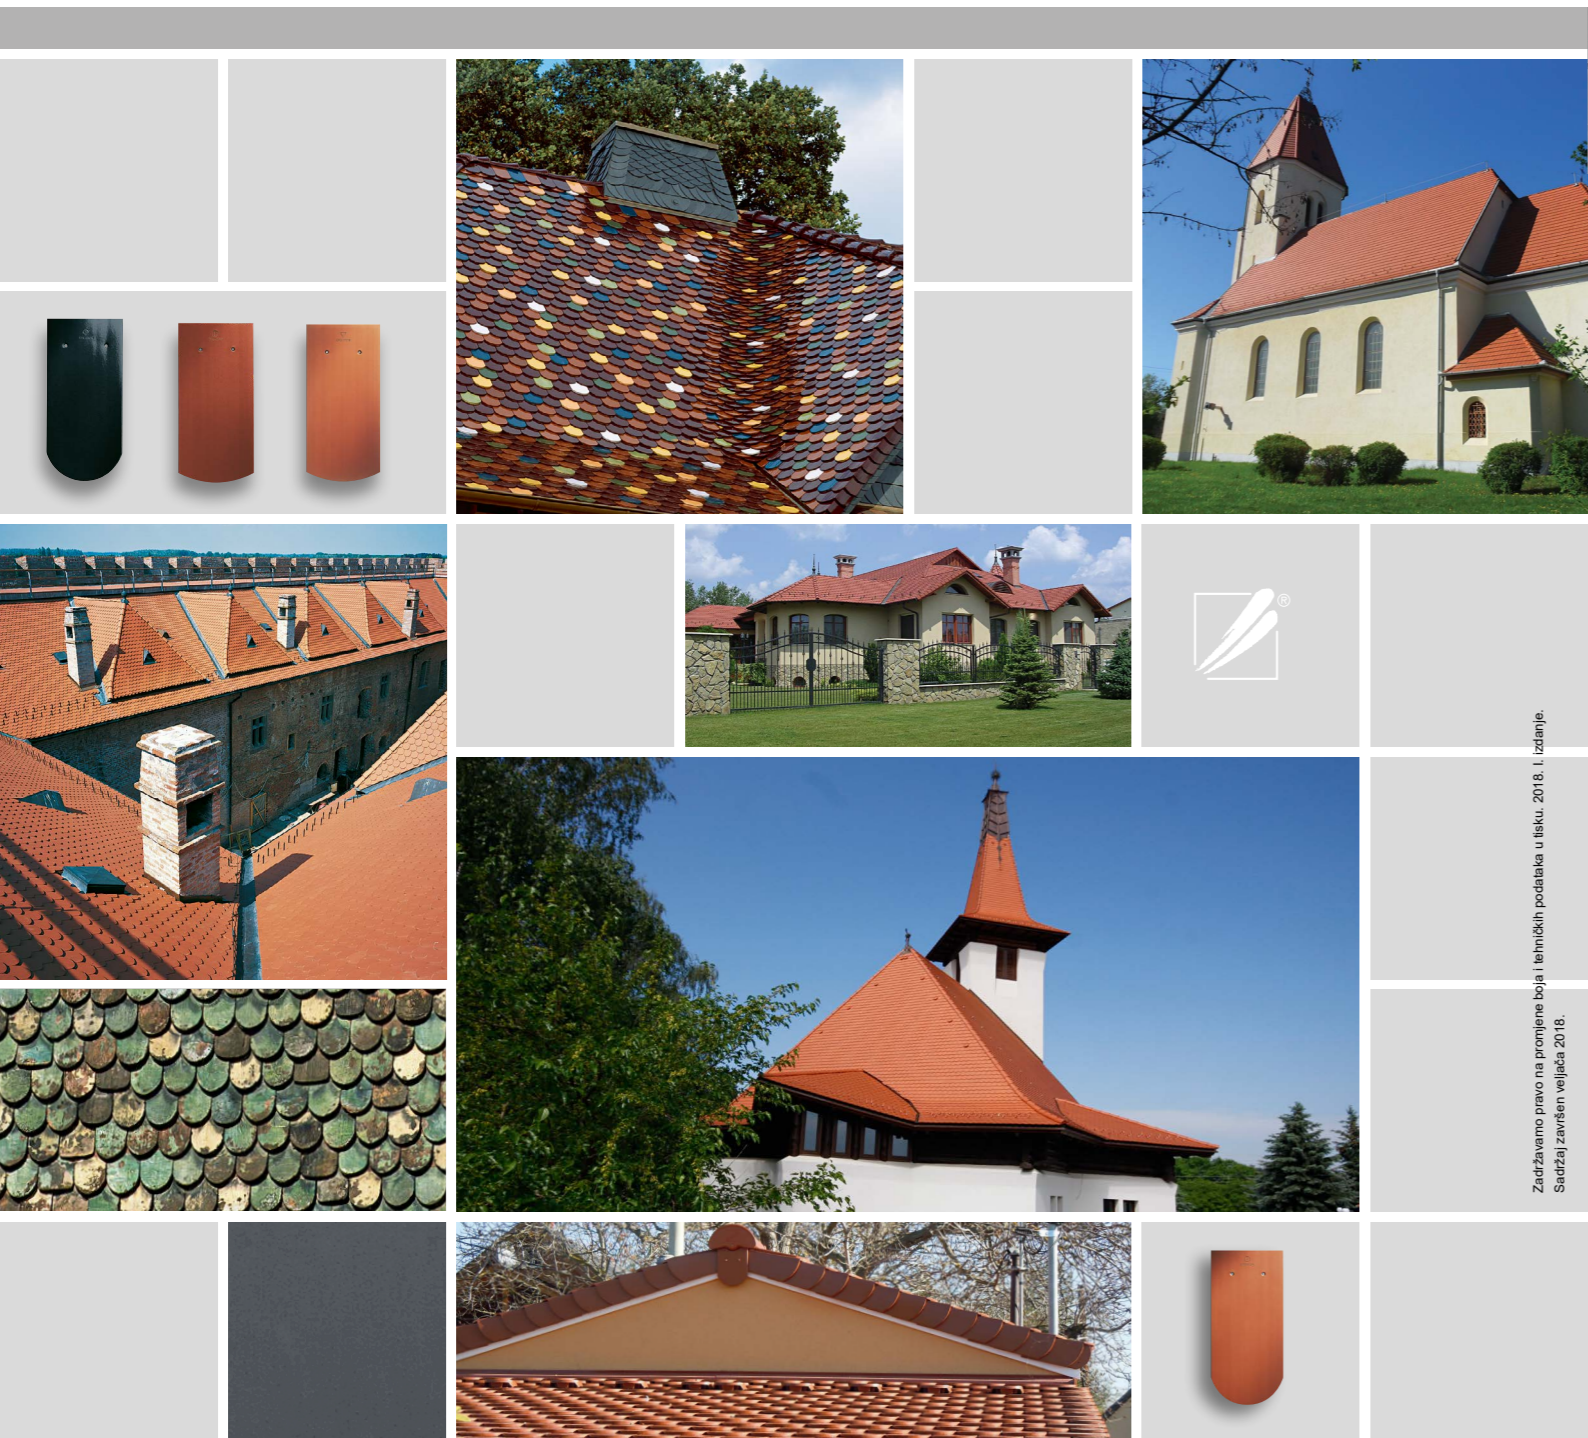 Zadržavamo pravo na promjene boja i tehničkih podataka u tisku. 2018. I. izdanje.
Sadržaj završen veljača 2018.
®